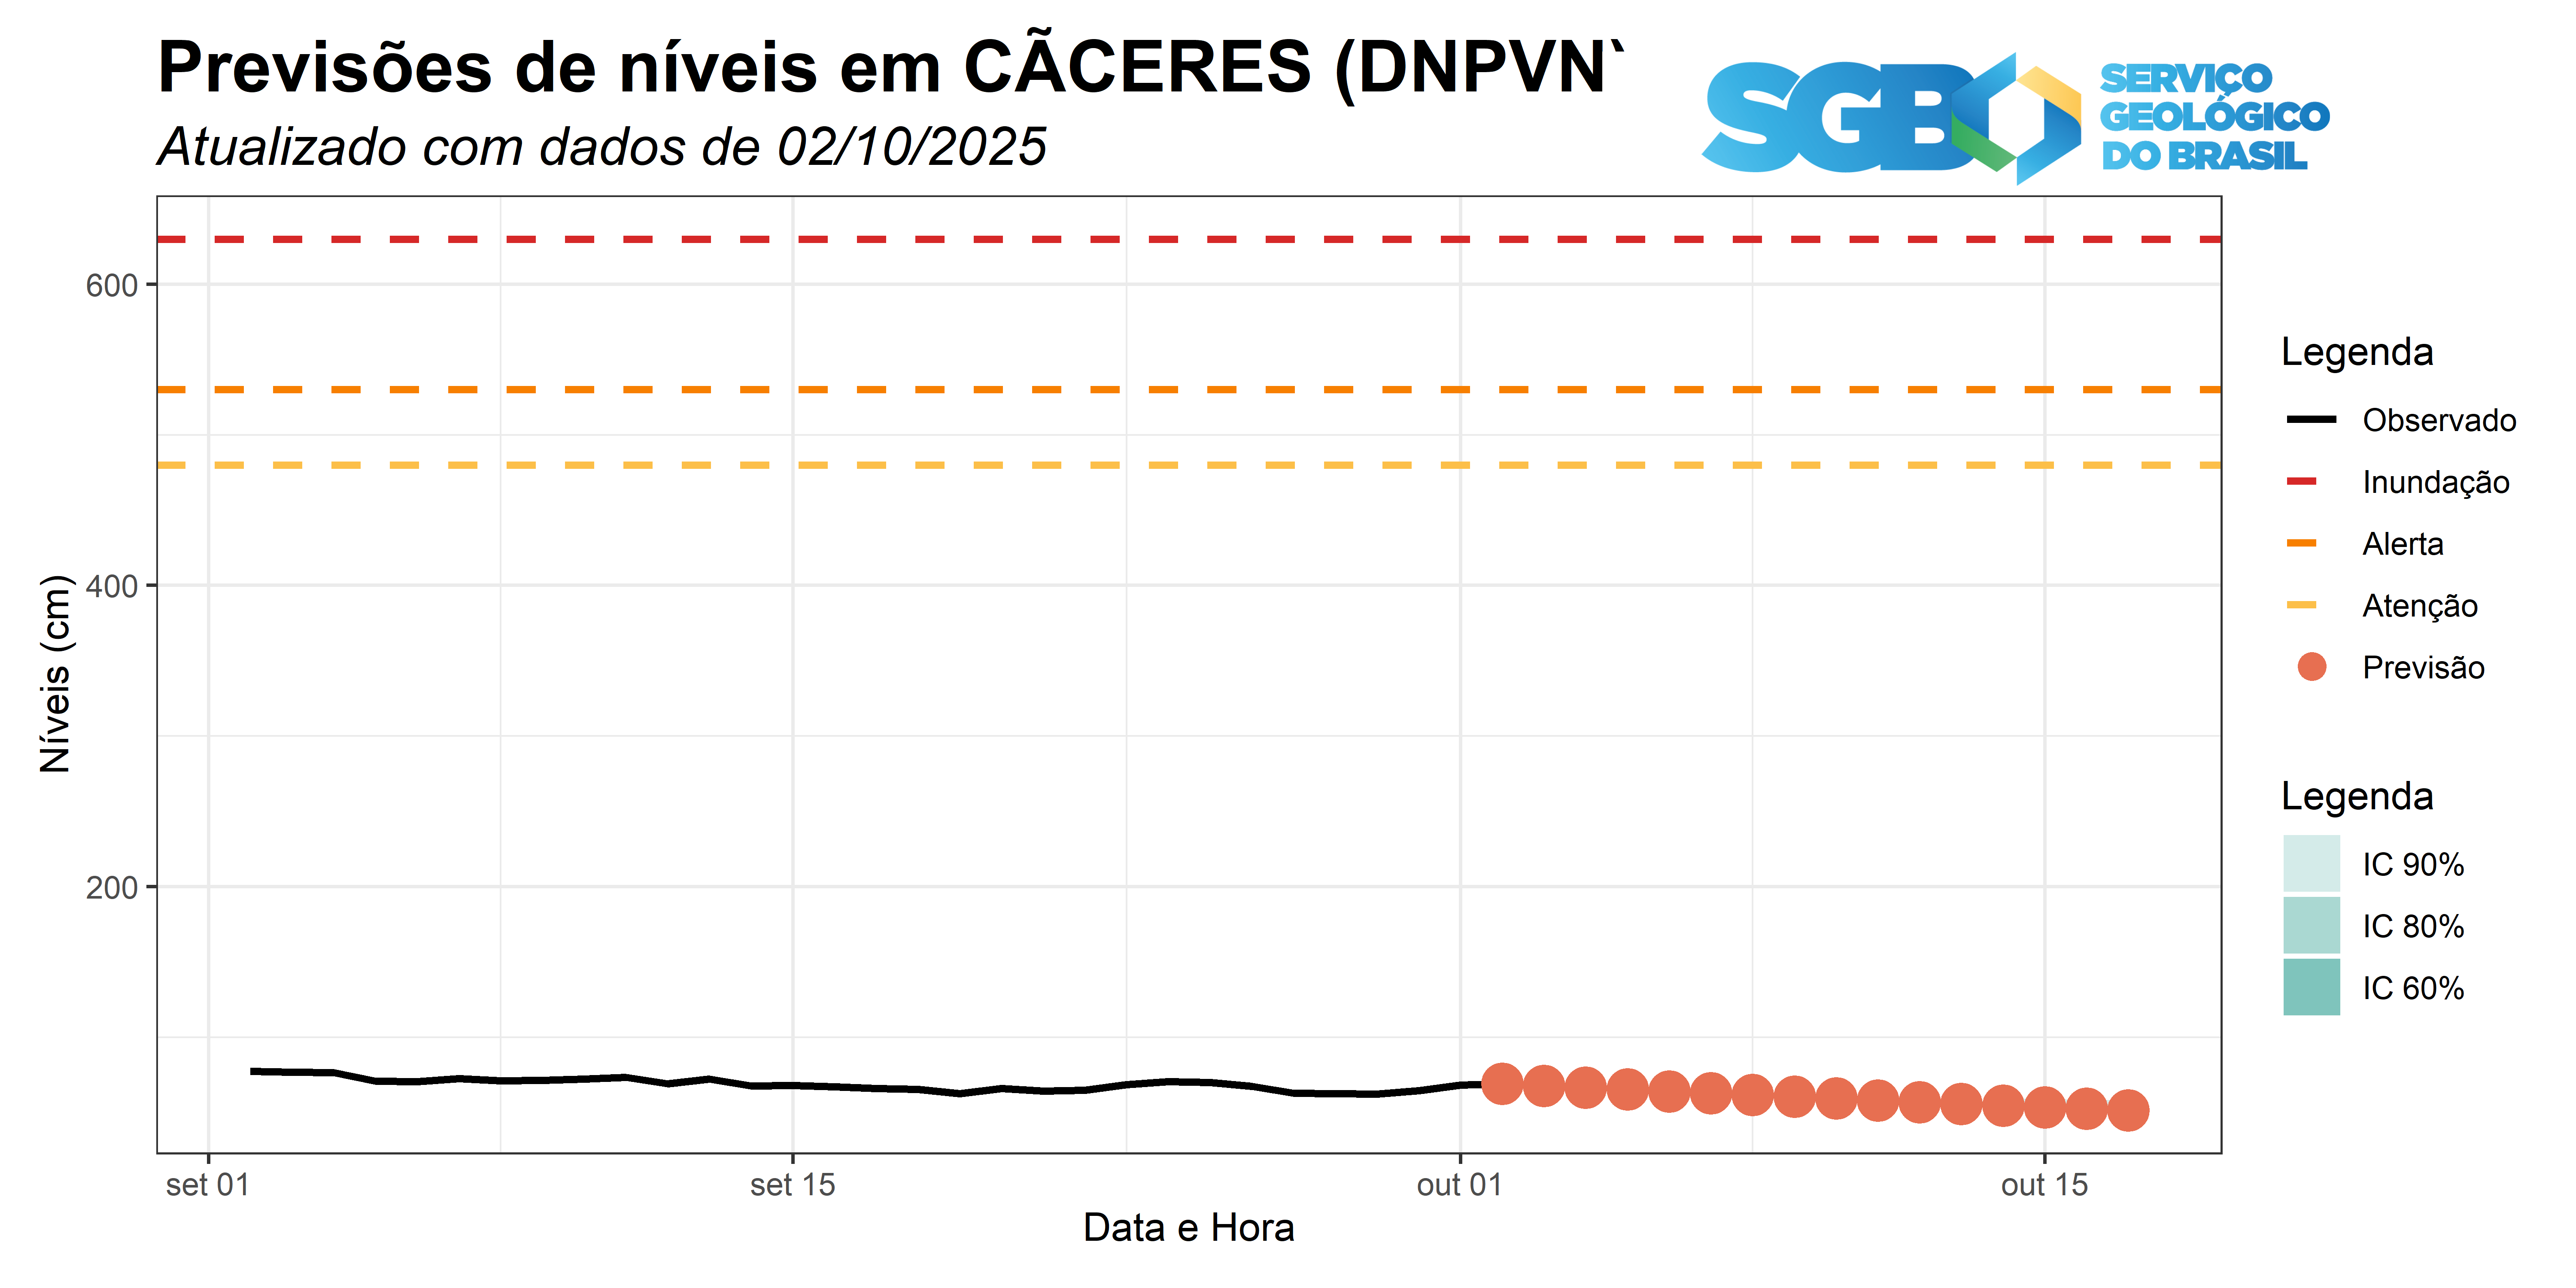 Previsões de níveis em CÃCERES (DNPVN`
Atualizado com dados de 02/10/2025
SGB
SERVIÇO
GEOLÓGICO
DO BRASIL
Níveis (cm)
600
400
200
set 01
set 15
out 01
out 15
Data e Hora
Legenda
Observado
Inundação
Alerta
Atenção
Previsão
Legenda
IC 90%
IC 80%
IC 60%